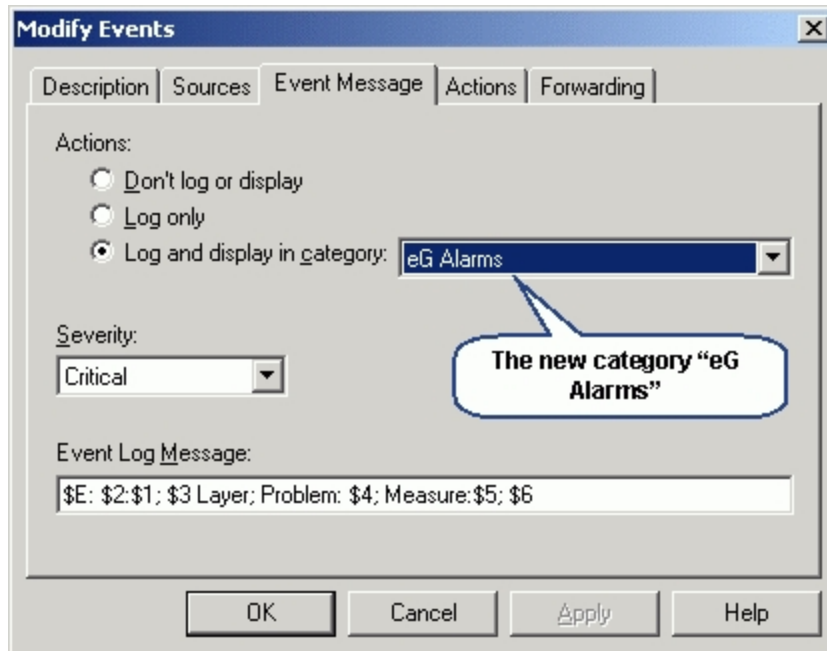 Modify Events
Description
Sources
Event Message
Actions
Forwarding
Actions:
Don't log or display
Log only
Log and display in category:
eG Alarms
The new category “eG
Alarms”
Severity:
Critical
Event Log Message:
$E: $2:$1; $3 Layer; Problem: $4; Measure:$5; $6
OK
Cancel
Apply
Help